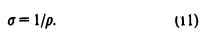 σ = 1/ρ. (11)